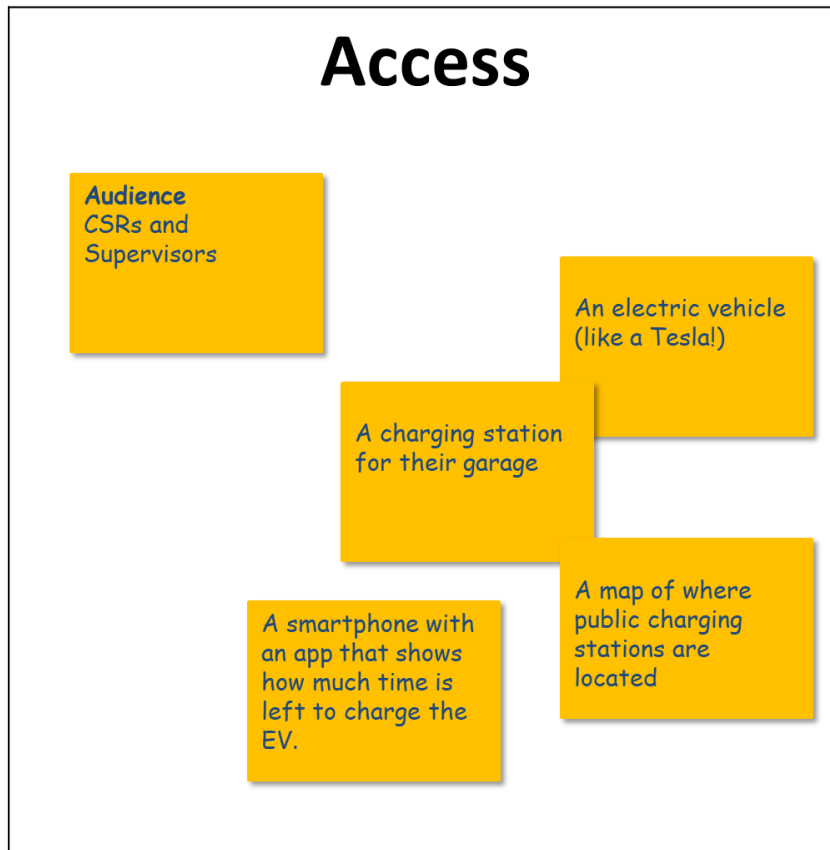 Access
Audience
CSRs and
Supervisors
An electric vehicle
(like a Tesla!)
A charging station
for their garage
A map of where
public charging
stations are
located
A smartphone with
an app that shows
how much time is
left to charge the
EV.